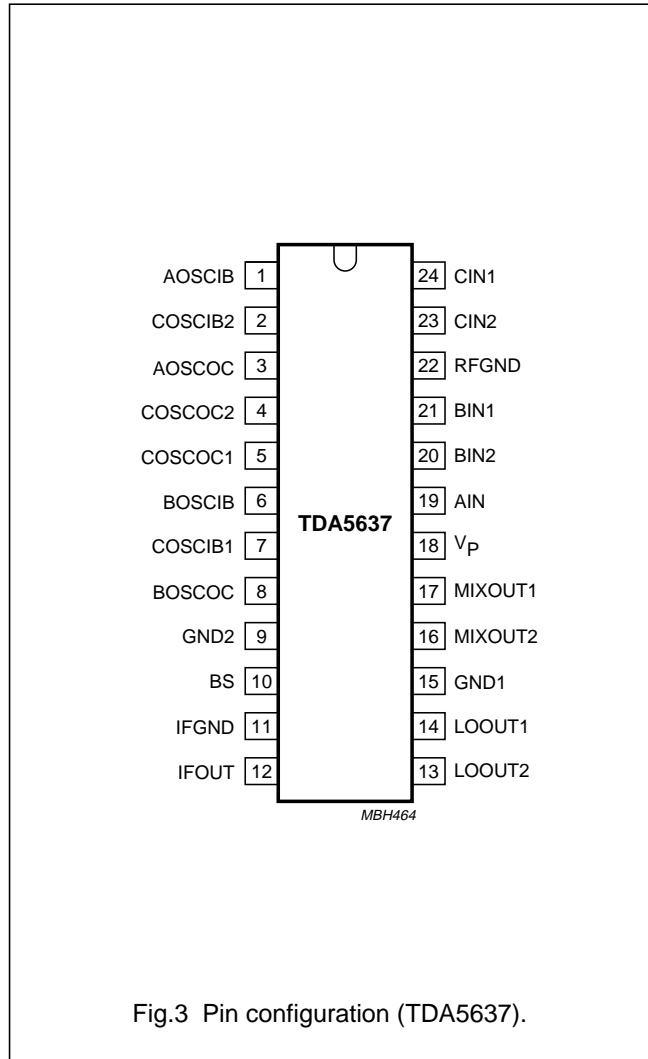 AOSCIB 1 24 CIN1
COSCIB2 2 23 CIN2
AOSCOC 3 22 RFGND
COSCOC2 4 21 BIN1
COSCOC1 5 20 BIN2
BOSCIB 6 19 AIN
TDA5637
COSCIB1 7 18 VP
BOSCOC 8 17 MIXOUT1
GND2 9 16 MIXOUT2
BS 10 15 GND1
IFGND 11 14 LOOUT1
IFOUT 12 13 LOOUT2
MBH464
Fig.3 Pin configuration (TDA5637).